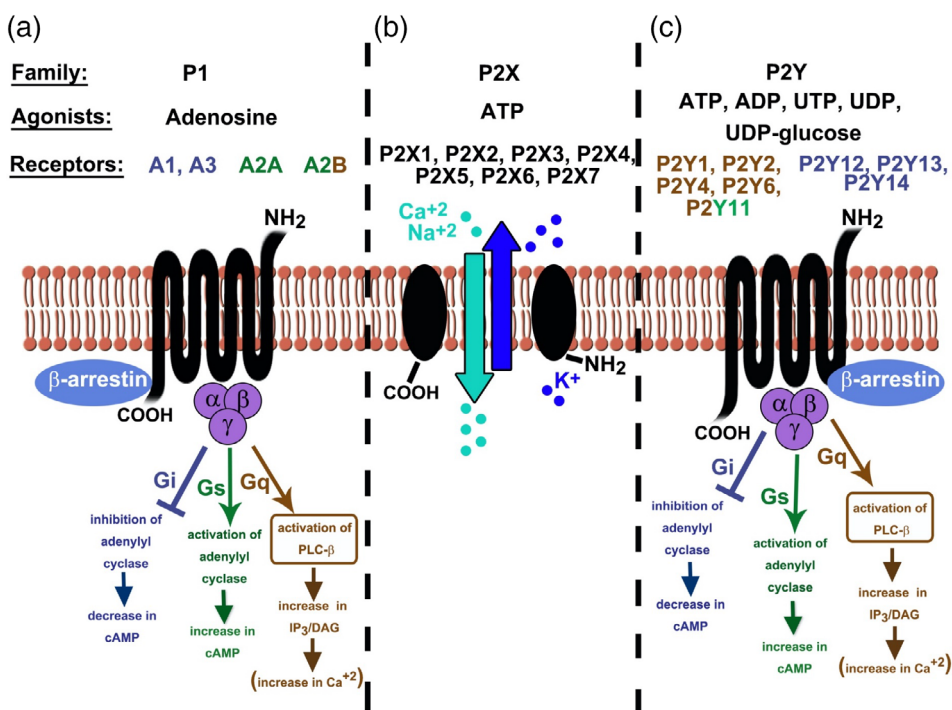 (a)
Family: P1
Agonists: Adenosine
Receptors: A1, A3 A2A A2B
NH2
β-arrestin
COOH
α β
γ
Gi Gs Gq
inhibition of
adenylyl
cyclase
decrease in
cAMP
activation of
adenylyl
cyclase
increase in
cAMP
activation of
PLC-β
increase in
IP3/DAG
(increase in Ca+2)
(b)
P2X
ATP
P2X1, P2X2, P2X3, P2X4,
P2X5, P2X6, P2X7
Ca+2
Na+2
COOH
NH2
K+
(c)
P2Y
ATP, ADP, UTP, UDP,
UDP-glucose
P2Y1, P2Y2,
P2Y4, P2Y6,
P2Y11
P2Y12, P2Y13,
P2Y14
NH2
β-arrestin
COOH
α β
γ
Gi Gs Gq
inhibition of
adenylyl
cyclase
decrease in
cAMP
activation of
adenylyl
cyclase
increase in
cAMP
activation of
PLC-β
increase in
IP3/DAG
(increase in Ca+2)